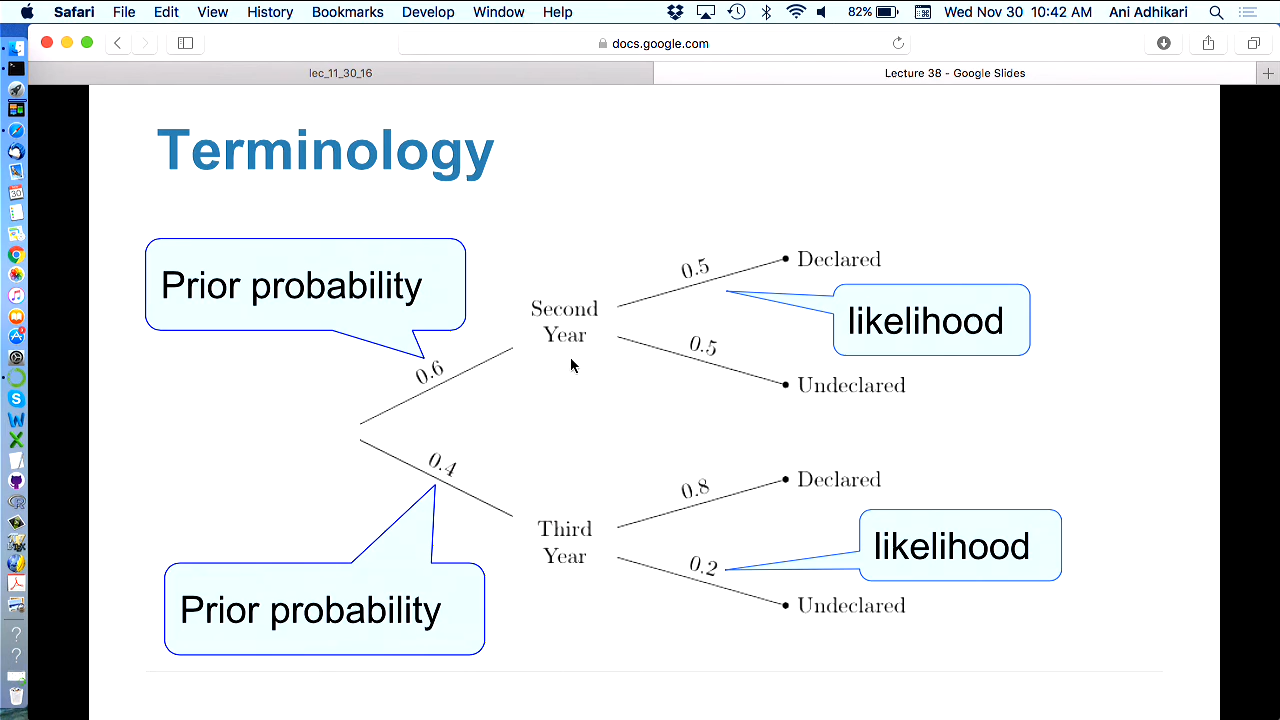 Safari File Edit View History Bookmarks Develop Window Help 82% Wed Nov 30 10:42 AM Ani Adhikari
docs.google.com
lec_11_30_16 Lecture 38 - Google Slides
Terminology
Prior probability
0.6
0.4
Prior probability
Second
Year
0.5
Declared
likelihood
0.5
Undeclared
Third
Year
0.8
Declared
likelihood
0.2
Undeclared